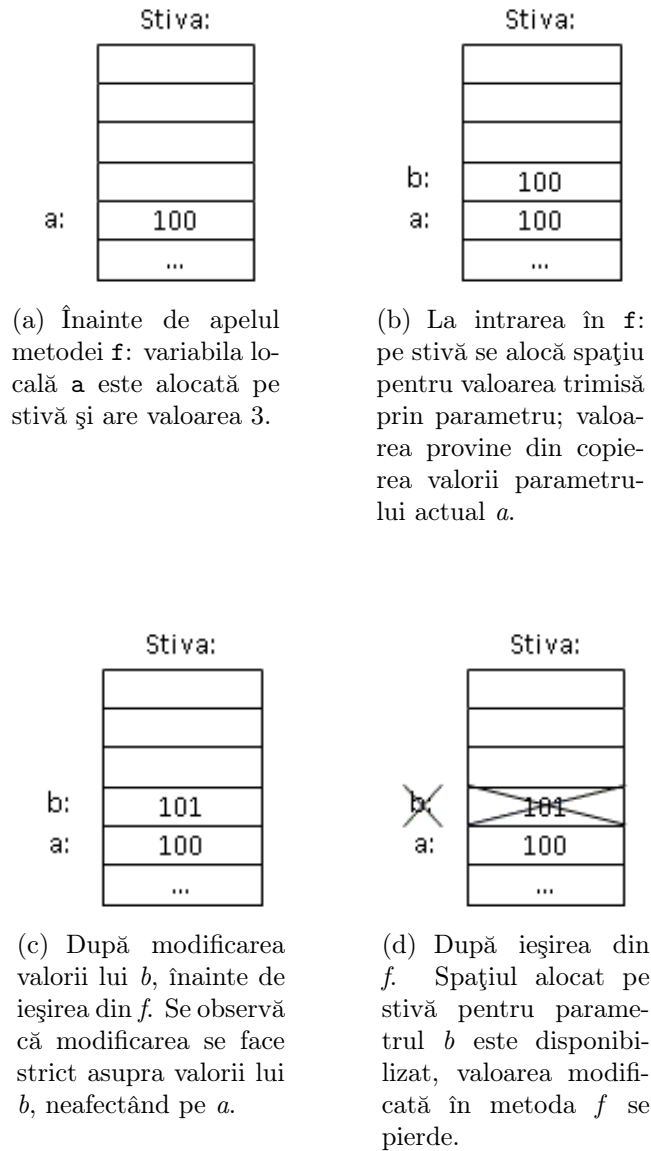 Stiva:
a: 100
...
(a) Înainte de apelul
metodei f: variabila lo-
cală a este alocată pe
stivă şi are valoarea 3.
Stiva:
b: 100
a: 100
...
(b) La intrarea în f:
pe stivă se alocă spaţiu
pentru valoarea trimisă
prin parametru; valoa-
rea provine din copie-
rea valorii parametru-
lui actual a.
Stiva:
b: 101
a: 100
...
(c) După modificarea
valorii lui b, înainte de
ieşirea din f. Se observă
că modificarea se face
strict asupra valorii lui
b, neafectând pe a.
Stiva:
b: 101
a: 100
...
(d) După ieşirea din
f. Spaţiul alocat pe
stivă pentru parame-
trul b este disponibi-
lizat, valoarea modifi-
cată în metoda f se
pierde.